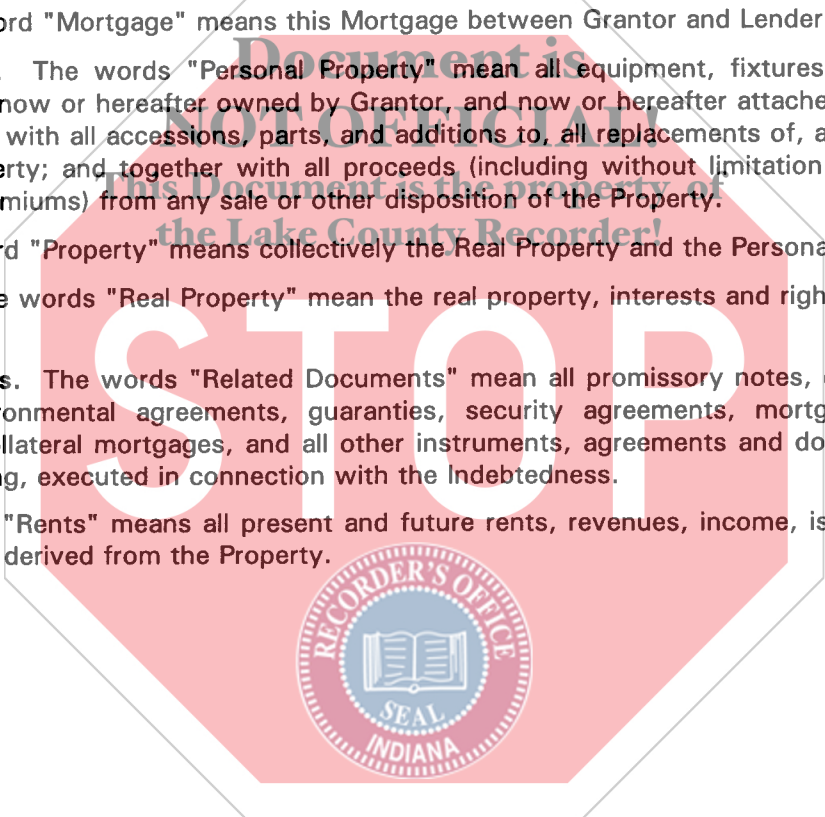 ord "Mortgage" means this Mortgage between Grantor and Lender
Document is
. The words "Personal Property" mean all equipment, fixtures
now or hereafter owned by Grantor, and now or hereafter attache
NOT OFFICIAL!
with all accessions, parts, and additions to, all replacements of, a
erty; and together with all proceeds (including without limitation
This Document is the property of
miums) from any sale or other disposition of the Property.
the Lake County Recorder!
rd "Property" means collectively the Real Property and the Persona
e words "Real Property" mean the real property, interests and righ
STOP
s. The words "Related Documents" mean all promissory notes,
onmental agreements, guaranties, security agreements, mortg
llateral mortgages, and all other instruments, agreements and do
ng, executed in connection with the Indebtedness.
"Rents" means all present and future rents, revenues, income, is
derived from the Property.
RECORDER'S OFFICE
SEAL
INDIANA